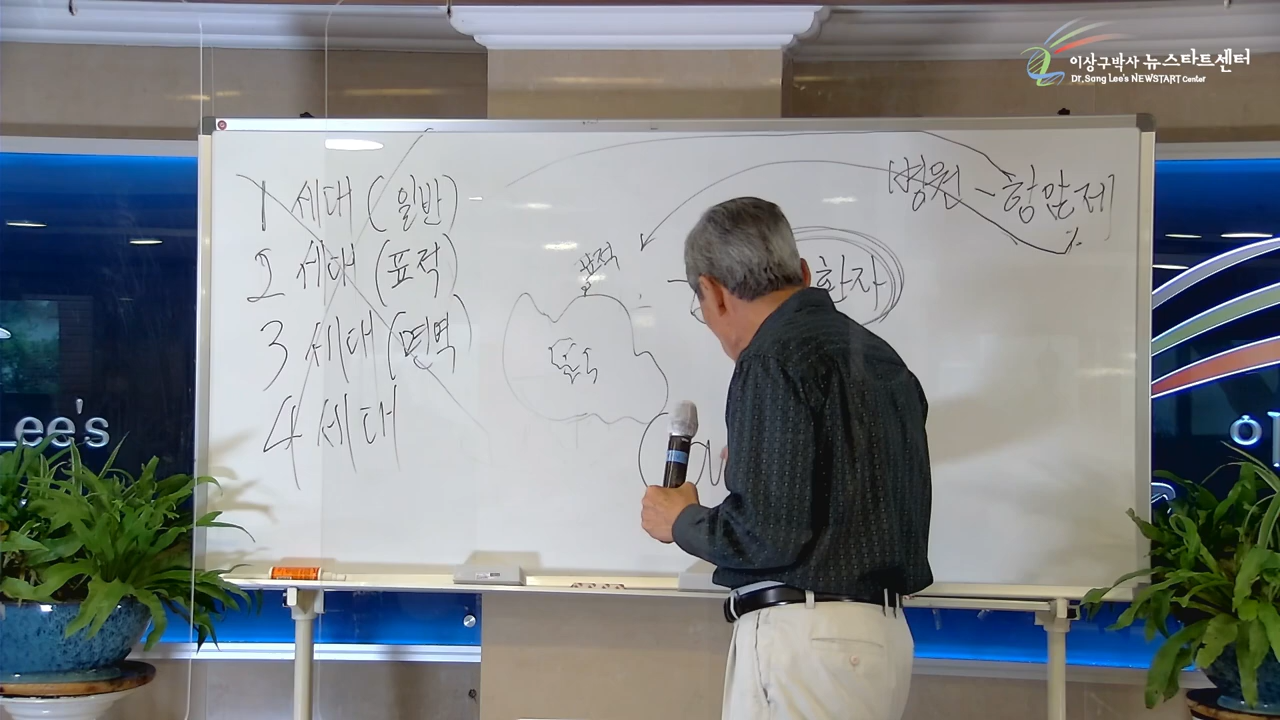 이상구박사 뉴스타트센터
Dr. Sang Lee's NEWSTART Center
1 세대 (일반)
2 세대 (표적)
3 세대 (면역)
4 세대
표적
병원 - 항암제
환자
ee's